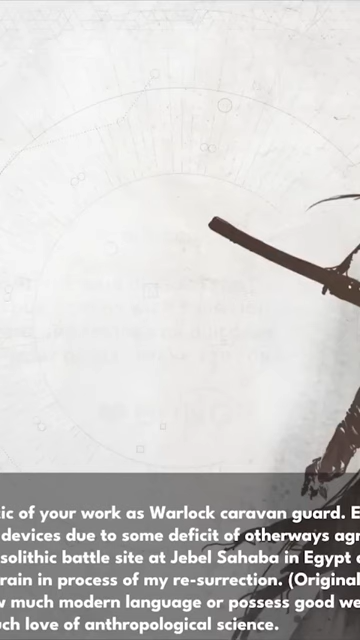 ic of your work as Warlock caravan guard. E
devices due to some deficit of otherways agr
solithic battle site at Jebel Sahaba in Egypt
rain in process of my re-surrection. (Original
much modern language or possess good we
uch love of anthropological science.